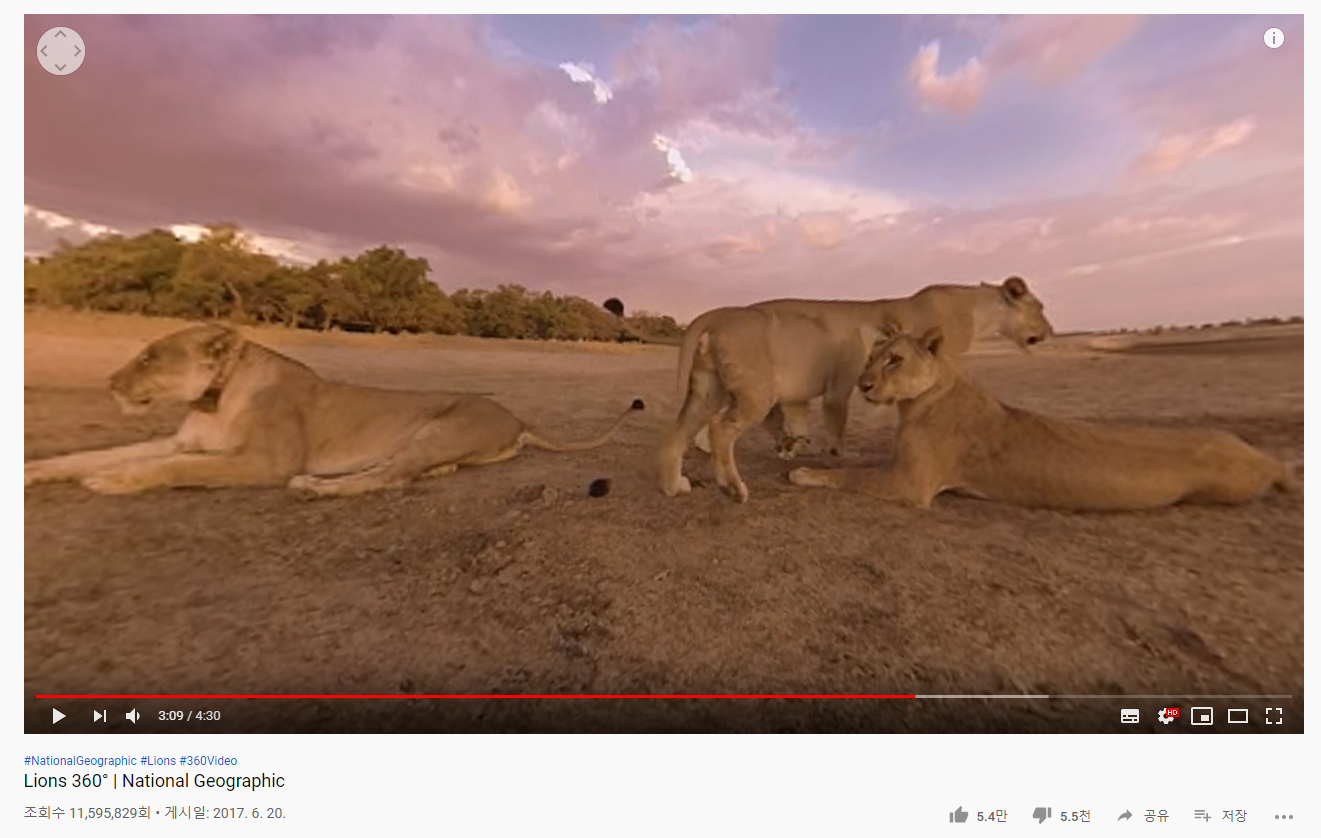 i
HD
3:09 / 4:30
#NationalGeographic #Lions #360Video
Lions 360° | National Geographic
조회수 11,595,829회 • 게시일: 2017. 6. 20.
5.4만 5.5천 공유 저장